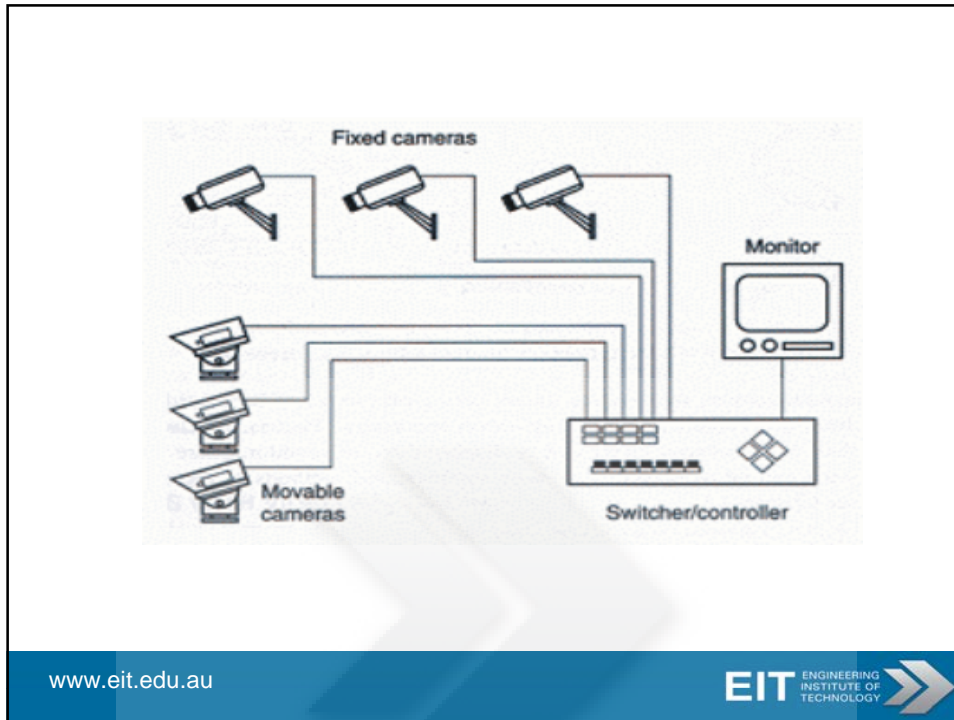 Fixed cameras
Monitor
Movable
cameras
Switcher/controller
www.eit.edu.au
EIT
ENGINEERING
INSTITUTE OF
TECHNOLOGY